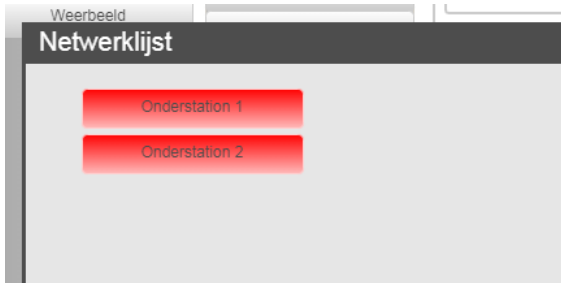 Weerbeeld
Netwerklijst
Onderstation 1
Onderstation 2